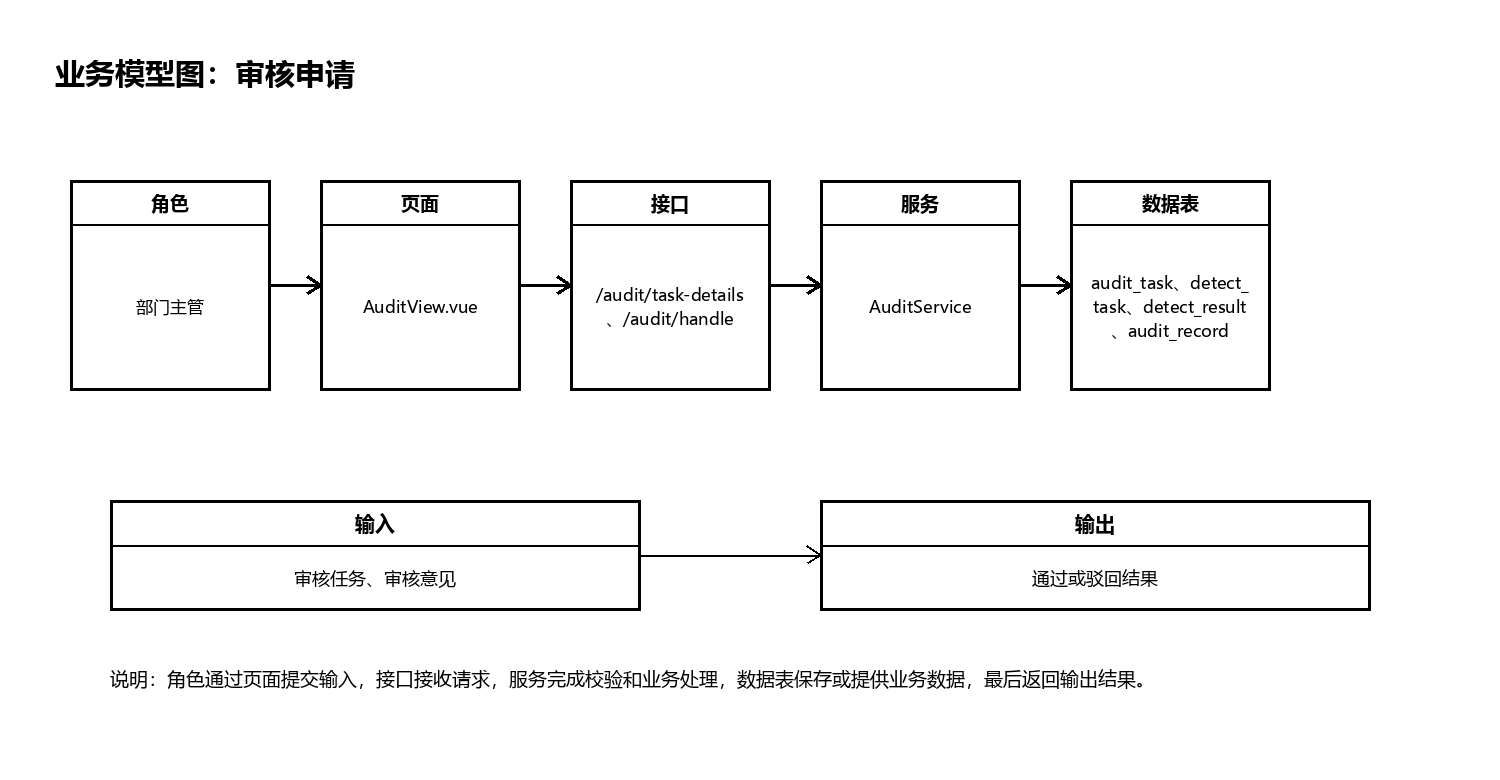 业务模型图：审核申请
角色
部门主管
页面
AuditView.vue
接口
/audit/task-details
、/audit/handle
服务
AuditService
数据表
audit_task、detect_
task、detect_result
、audit_record
输入
审核任务、审核意见
输出
通过或驳回结果
说明：角色通过页面提交输入，接口接收请求，服务完成校验和业务处理，数据表保存或提供业务数据，最后返回输出结果。